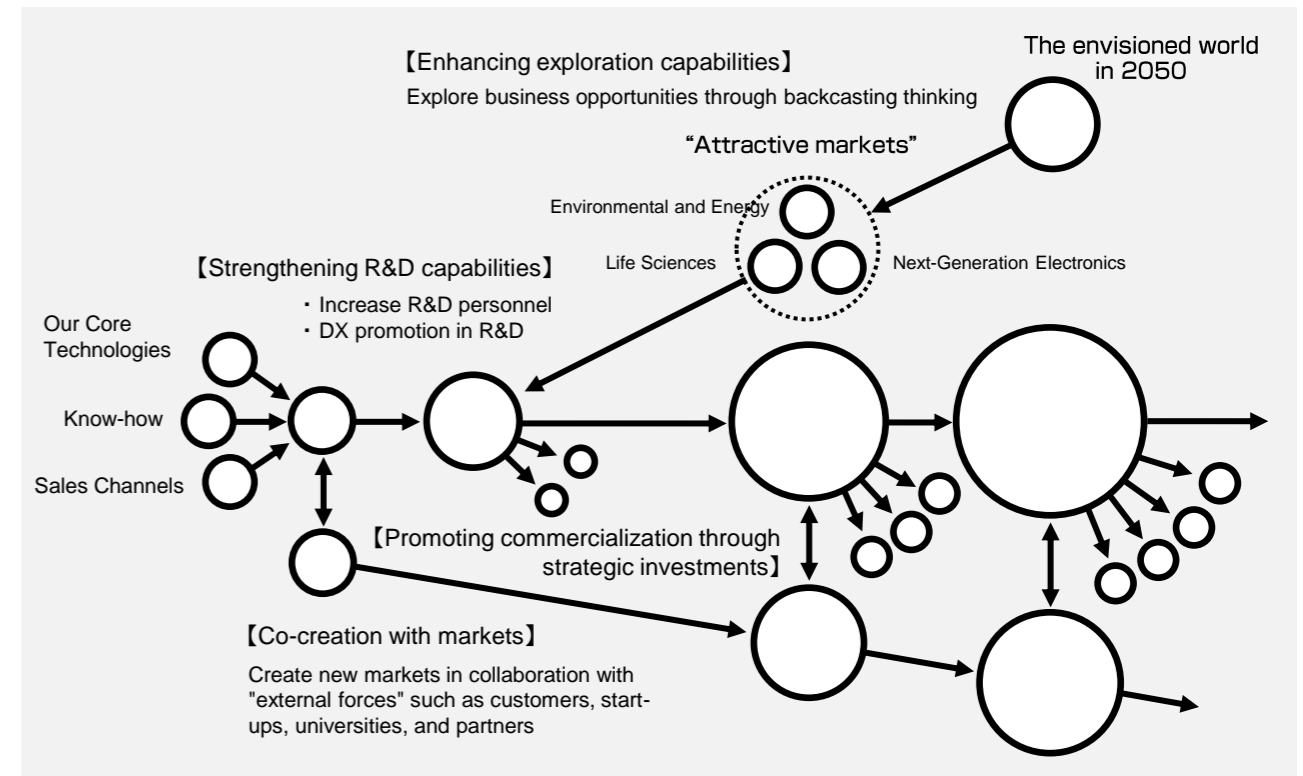 The envisioned world
in 2050
【Enhancing exploration capabilities】
Explore business opportunities through backcasting thinking
“Attractive markets”
Environmental and Energy
Life Sciences
Next-Generation Electronics
【Strengthening R&D capabilities】
・ Increase R&D personnel
・ DX promotion in R&D
Our Core
Technologies
Know-how
Sales Channels
【Promoting commercialization through
strategic investments】
【Co-creation with markets】
Create new markets in collaboration with
"external forces" such as customers, start-
ups, universities, and partners